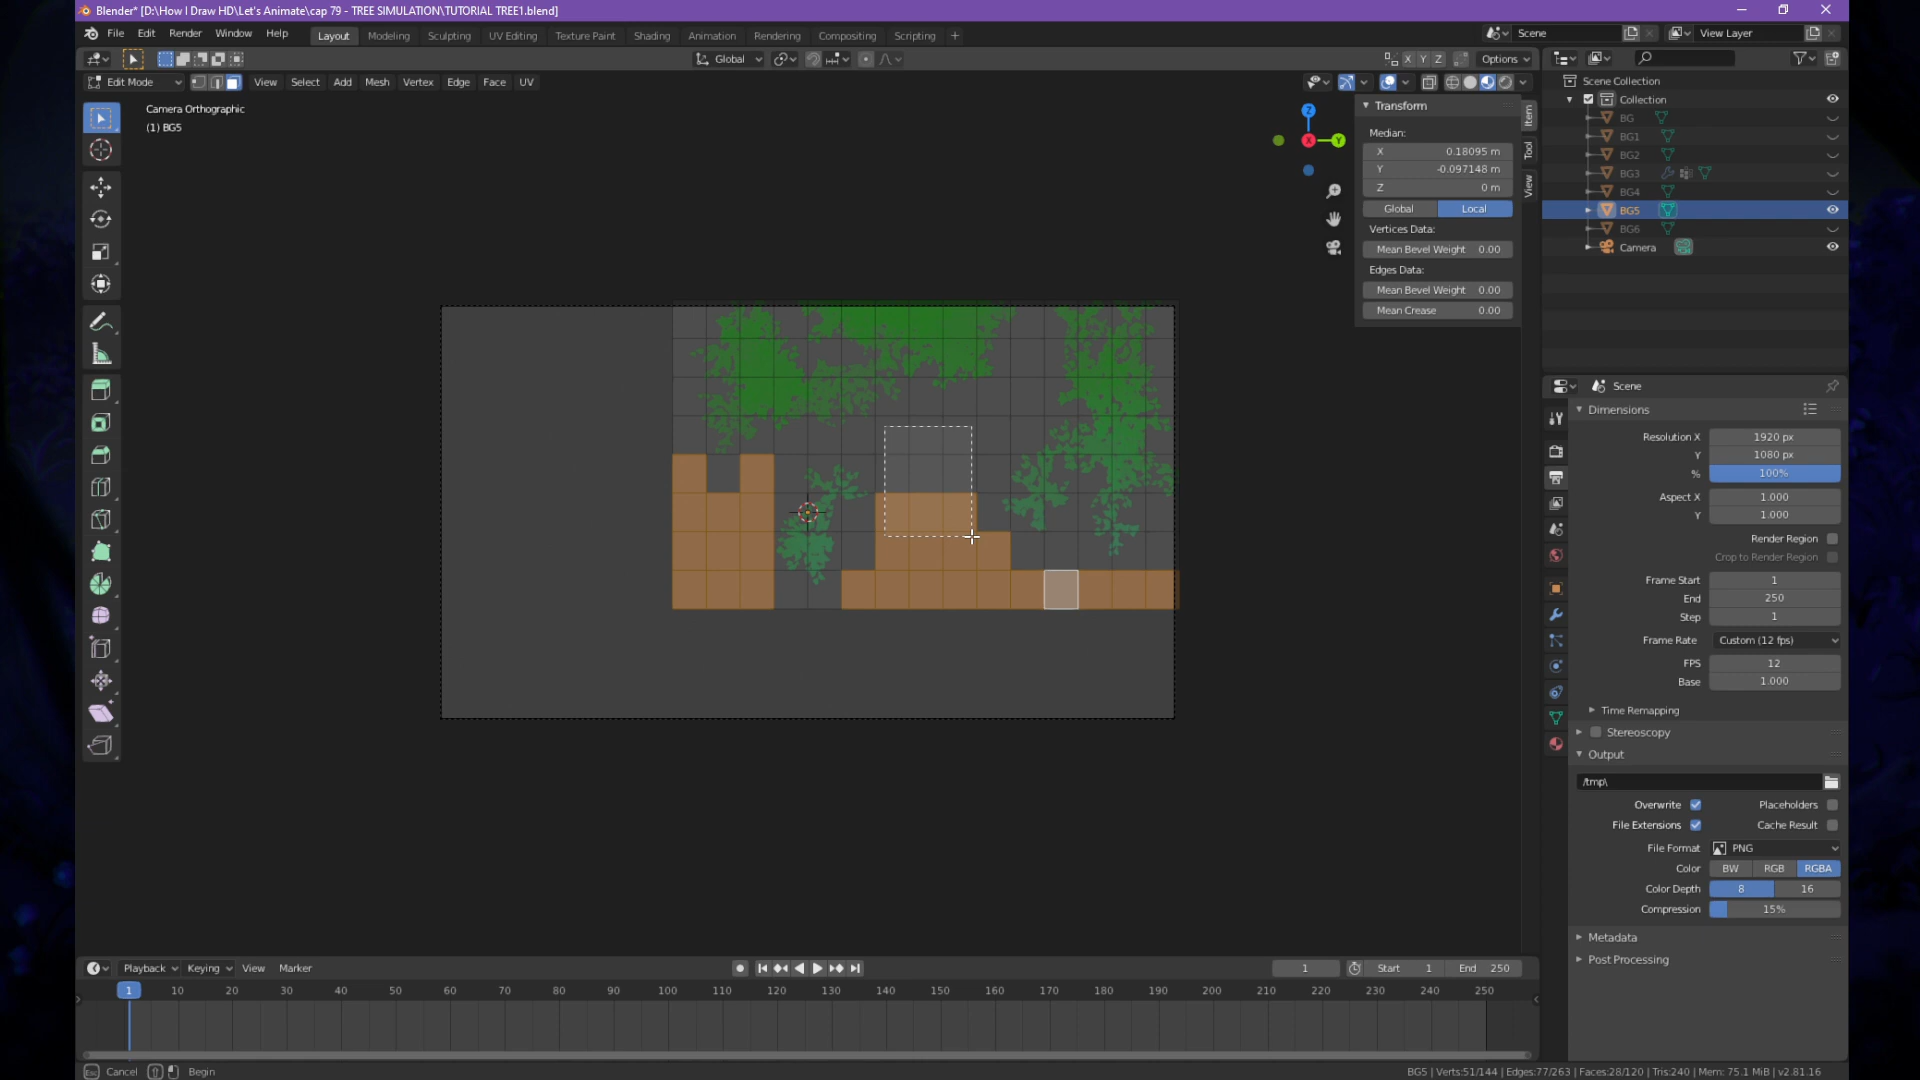 Blender* [D:\How I Draw HD\Let's Animate\cap 79 - TREE SIMULATION\TUTORIAL TREE1.blend]
File Edit Render Window Help Layout Modeling Sculpting UV Editing Texture Paint Shading Animation Rendering Compositing Scripting + Scene View Layer
Global X Y Z Options
Edit Mode View Select Add Mesh Vertex Edge Face UV
Camera Orthographic
(1) BG5
Z
X
Y
Transform
Median:
X 0.18095 m
Y -0.097148 m
Z 0 m
Global Local
Vertices Data:
Mean Bevel Weight 0.00
Edges Data:
Mean Bevel Weight 0.00
Mean Crease 0.00
Item
Tool
View
Scene Collection
Collection
BG
BG1
BG2
BG3
BG4
BG5
BG6
Camera
Scene
Dimensions
Resolution X 1920 px
Y 1080 px
% 100%
Aspect X 1.000
Y 1.000
Render Region
Crop to Render Region
Frame Start 1
End 250
Step 1
Frame Rate Custom (12 fps)
FPS 12
Base 1.000
Time Remapping
Stereoscopy
Output
/tmp\
Overwrite Placeholders
File Extensions Cache Result
File Format PNG
Color BW RGB RGBA
Color Depth 8 16
Compression 15%
Metadata
Post Processing
Playback Keying View Marker 1 Start 1 End 250
1 10 20 30 40 50 60 70 80 90 100 110 120 130 140 150 160 170 180 190 200 210 220 230 240 250
Esc Cancel Begin
BG5 | Verts:51/144 | Edges:77/263 | Faces:28/120 | Tris:240 | Mem: 75.1 MiB | v2.81.16